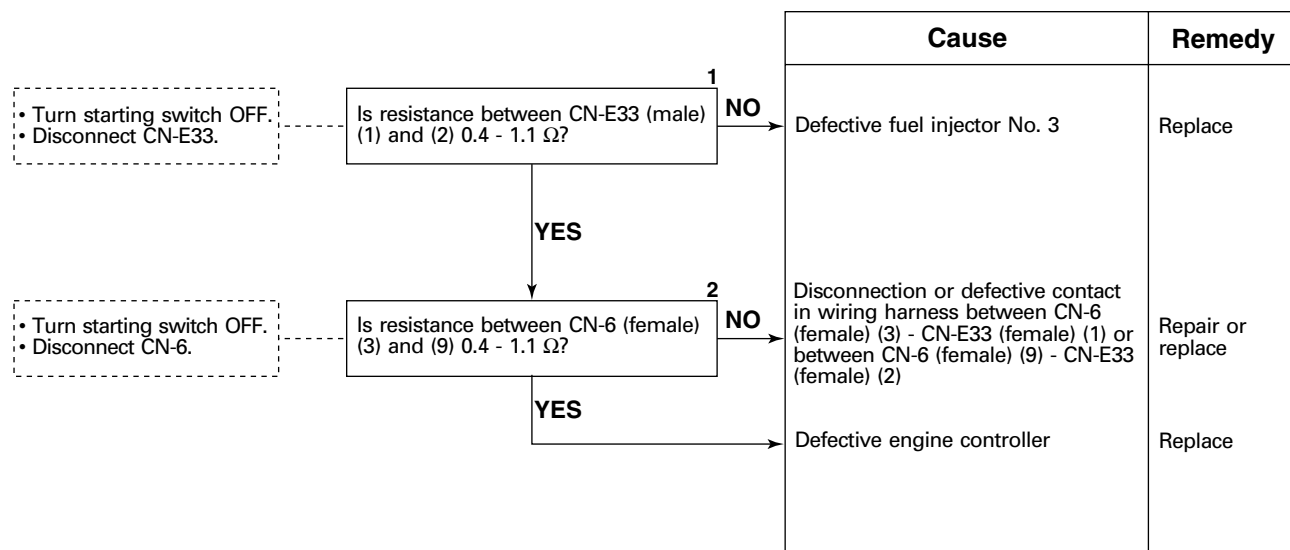 Cause
Remedy
1
• Turn starting switch OFF.
• Disconnect CN-E33.
Is resistance between CN-E33 (male)
(1) and (2) 0.4 - 1.1 Ω?
NO
Defective fuel injector No. 3
Replace
YES
2
• Turn starting switch OFF.
• Disconnect CN-6.
Is resistance between CN-6 (female)
(3) and (9) 0.4 - 1.1 Ω?
NO
Disconnection or defective contact
in wiring harness between CN-6
(female) (3) - CN-E33 (female) (1) or
between CN-6 (female) (9) - CN-E33
(female) (2)
Repair or
replace
YES
Defective engine controller
Replace